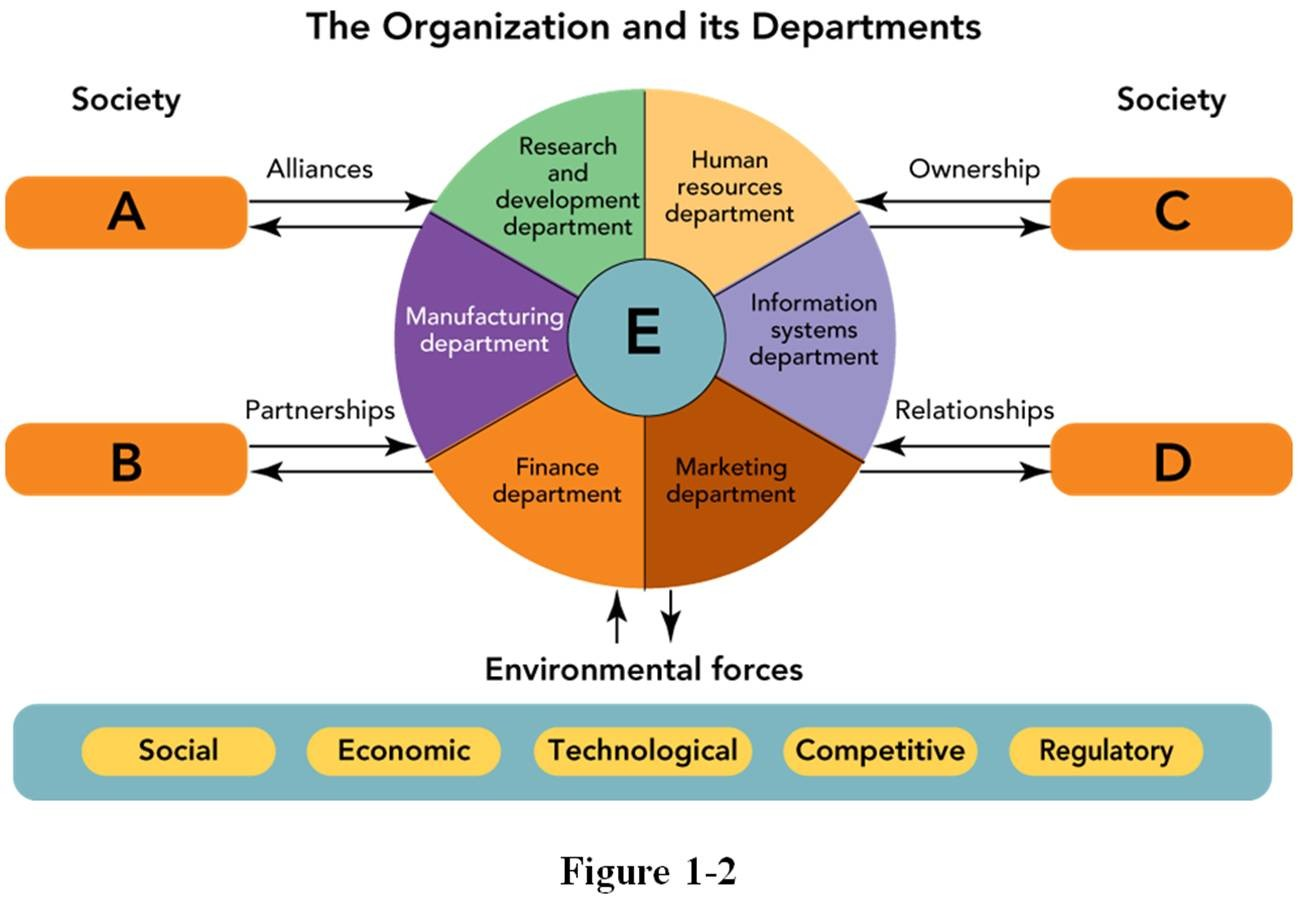 The Organization and its Departments
Society
Society
Alliances
Ownership
A
C
Research
and
development
department
Human
resources
department
Manufacturing
department
E
Information
systems
department
Partnerships
Relationships
B
D
Finance
department
Marketing
department
Environmental forces
Social
Economic
Technological
Competitive
Regulatory
Figure 1-2